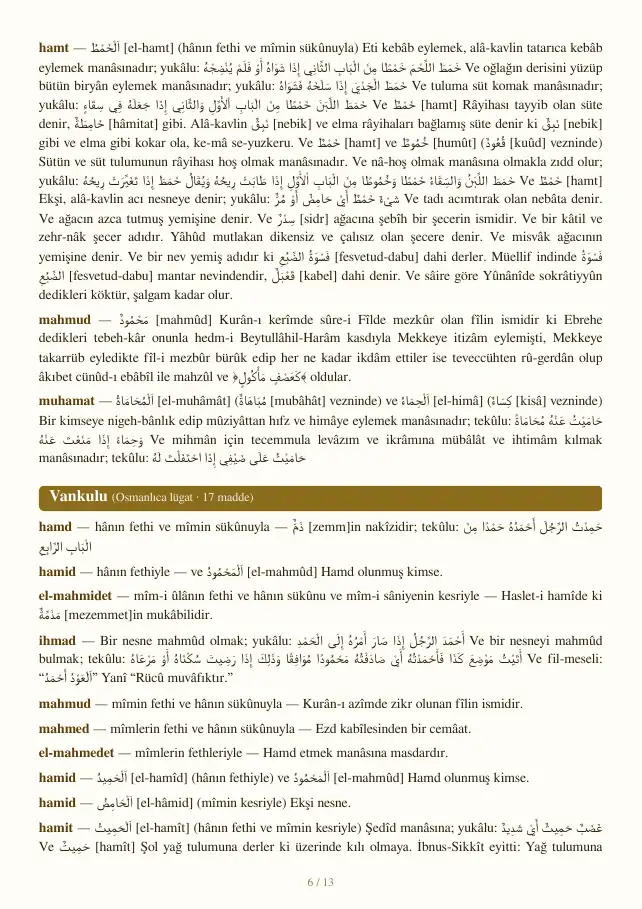 hamt — اَلْخَمْطُ [el-hamt] (hânın fethi ve mîmin sükûnuyla) Eti kebâb eylemek, alâ-kavlin tatarıca kebâb
eylemek manâsınadır; yukâlu: خَمَطَ اللَّحْمَ خَمْطًا مِنَ الْبَابِ الثَّانِي إِذَا شَوَاهُ أَوْ فَلَمْ يُنْضِجْهُ Ve oğlağın derisini yüzüp
bütün biryân eylemek manâsınadır; yukâlu: خَمَطَ الْجَدْيَ إِذَا سَلَخَهُ فَشَوَاهُ Ve tuluma süt komak manâsınadır;
yukâlu: خَمَطَ اللَّبَنَ خَمْطًا مِنَ الْبَابِ الْأَوَّلِ وَالثَّانِي إِذَا جَعَلَهُ فِي سِقَاءٍ Ve خَمْطٌ [hamt] Râyihası tayyib olan süte
denir, خَامِطَةٌ [hâmitat] gibi. Alâ-kavlin نَبِقٌ [nebik] ve elma râyihaları bağlamış süte denir ki نَبِقٌ [nebik]
gibi ve elma gibi kokar ola, ke-mâ se-yuzkeru. Ve خَمْطٌ [hamt] ve خُمُوطٌ [humût] (قُعُودٌ [kuûd] vezninde)
Sütün ve süt tulumunun râyihası hoş olmak manâsınadır. Ve nâ-hoş olmak manâsına olmakla zıdd olur;
yukâlu: خَمَطَ اللَّبَنُ وَالسِّقَاءُ خَمْطًا وَخُمُوطًا مِنَ الْبَابِ الْأَوَّلِ إِذَا طَابَتَ رِيحُهُ وَيُقَالُ خَمَطَ إِذَا تَغَيَّرَتْ رِيحُهُ Ve خَمْطٌ [hamt]
Ekşi, alâ-kavlin acı nesneye denir; yukâlu: شَيْءٌ خَمْطٌ أَيْ حَامِضٌ أَوْ مُرٌّ Ve tadı acımtırak olan nebâta denir.
Ve ağacın azca tutmuş yemişine denir. Ve سِدْرٌ [sidr] ağacına şebîh bir şecerin ismidir. Ve bir kâtil ve
zehr-nâk şecer adıdır. Yâhûd mutlakan dikensiz ve çalısız olan şecere denir. Ve misvâk ağacının
yemişine denir. Ve bir nev yemiş adıdır ki فَسْوَةُ الضَّبْعِ [fesvetud-dabu] dahi derler. Müellif indinde فَسْوَةُ
الضَّبْعِ [fesvetud-dabu] mantar nevindendir, قَعْبَلٌ [kabel] dahi denir. Ve sâire göre Yûnânîde sokrâtiyyûn
dedikleri köktür, şalgam kadar olur.
mahmud — مَحْمُودٌ [mahmûd] Kurân-ı kerîmde sûre-i Fîlde mezkûr olan fîlin ismidir ki Ebrehe
dedikleri tebeh-kâr onunla hedm-i Beytullâhil-Harâm kasdıyla Mekkeye itizâm eylemişti, Mekkeye
takarrüb eyledikte fîl-i mezbûr bürûk edip her ne kadar ikdâm ettiler ise teveccühten rû-gerdân olup
âkıbet cünûd-ı ebâbîl ile mahzûl ve ﴿كَعَصْفٍ مَأْكُولٍ﴾ oldular.
muhamat — اَلْمُحَامَاةُ [el-muhâmât] (مُبَاهَاةٌ [mubâhât] vezninde) ve اَلْحِمَاءُ [el-himâ] (كِسَاءٌ [kisâ] vezninde)
Bir kimseye nigeh-bânlık edip mûziyâttan hıfz ve himâye eylemek manâsınadır; tekûlu: حَامَيْتُ عَنْهُ مُحَامَاةً
وَحِمَاءً إِذَا مَنَعْتَ عَنْهُ Ve mihmân için tecemmula levâzım ve ikrâmına mübâlât ve ihtimâm kılmak
manâsınadır; tekûlu: حَامَيْتُ عَلَى ضَيْفِي إِذَا احْتَفَلْتَ لَهُ
Vankulu (Osmanlıca lügat · 17 madde)
hamd — hânın fethi ve mîmin sükûnuyla — ذَمٌّ [zemm]in nakîzidir; tekûlu: حَمِدْتُ الرَّجُلَ أَحْمَدُهُ حَمْدًا مِنَ
الْبَابِ الرَّابِعِ
hamid — hânın fethiyle — ve اَلْمَحْمُودُ [el-mahmûd] Hamd olunmuş kimse.
el-mahmidet — mîm-i ûlânın fethi ve hânın sükûnu ve mîm-i sâniyenin kesriyle — Haslet-i hamîde ki
مَذَمَّةٌ [mezemmet]in mukâbilidir.
ihmad — Bir nesne mahmûd olmak; yukâlu: أَحْمَدَ الرَّجُلُ إِذَا صَارَ أَمْرُهُ إِلَى الْحَمْدِ Ve bir nesneyi mahmûd
bulmak; tekûlu: أَتَيْتُ مَوْضِعَ كَذَا فَأَحْمَدْتُهُ أَيْ صَادَفْتُهُ مَحْمُودًا مُوَافِقًا وَذَلِكَ إِذَا رَضِيتَ سُكْنَاهُ أَوْ مَرْعَاهُ Ve fil-meseli:
“اَلْعَوْدُ أَحْمَدُ” Yanî “Rücû muvâfıktır.”
mahmud — mîmin fethi ve hânın sükûnuyla — Kurân-ı azîmde zikr olunan fîlin ismidir.
mahmed — mîmlerin fethi ve hânın sükûnuyla — Ezd kabîlesinden bir cemâat.
el-mahmedet — mîmlerin fethleriyle — Hamd etmek manâsına masdardır.
hamid — اَلْحَمِيدُ [el-hamîd] (hânın fethiyle) ve اَلْمَحْمُودُ [el-mahmûd] Hamd olunmuş kimse.
hamid — اَلْحَامِضُ [el-hâmid] (mîmin kesriyle) Ekşi nesne.
hamit — اَلْحَمِيتُ [el-hamît] (hânın fethi ve mîmin kesriyle) Şedîd manâsına; yukâlu: غَضَبٌ حَمِيتٌ أَيْ شَدِيدٌ
Ve حَمِيتٌ [hamît] Şol yağ tulumuna derler ki üzerinde kılı olmaya. İbnus-Sikkît eyitti: Yağ tulumuna
6 / 13